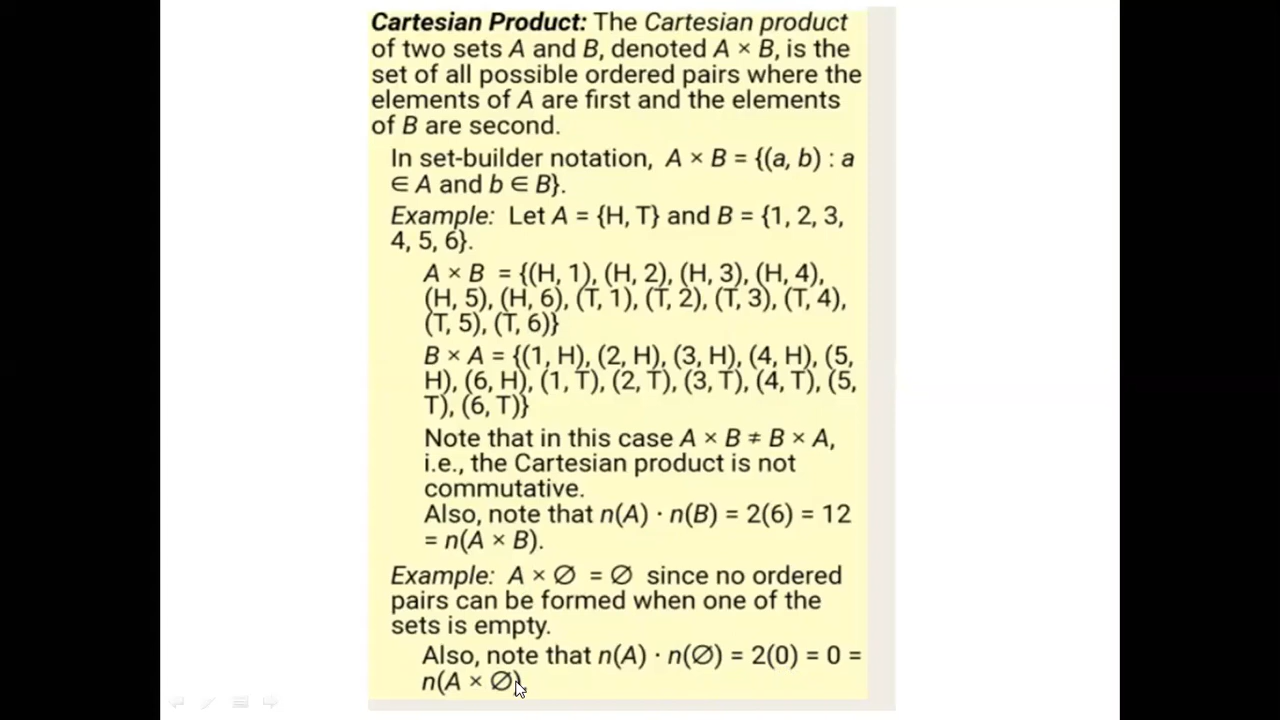 Cartesian Product: The Cartesian product
of two sets A and B, denoted A × B, is the
set of all possible ordered pairs where the
elements of A are first and the elements
of B are second.
In set-builder notation, A × B = {(a, b) : a
∈ A and b ∈ B}.
Example: Let A = {H, T} and B = {1, 2, 3,
4, 5, 6}.
A × B = {(H, 1), (H, 2), (H, 3), (H, 4),
(H, 5), (H, 6), (T, 1), (T, 2), (T, 3), (T, 4),
(T, 5), (T, 6)}
B × A = {(1, H), (2, H), (3, H), (4, H), (5,
H), (6, H), (1, T), (2, T), (3, T), (4, T), (5,
T), (6, T)}
Note that in this case A × B ≠ B × A,
i.e., the Cartesian product is not
commutative.
Also, note that n(A) · n(B) = 2(6) = 12
= n(A × B).
Example: A × ∅ = ∅ since no ordered
pairs can be formed when one of the
sets is empty.
Also, note that n(A) · n(∅) = 2(0) = 0 =
n(A × ∅)